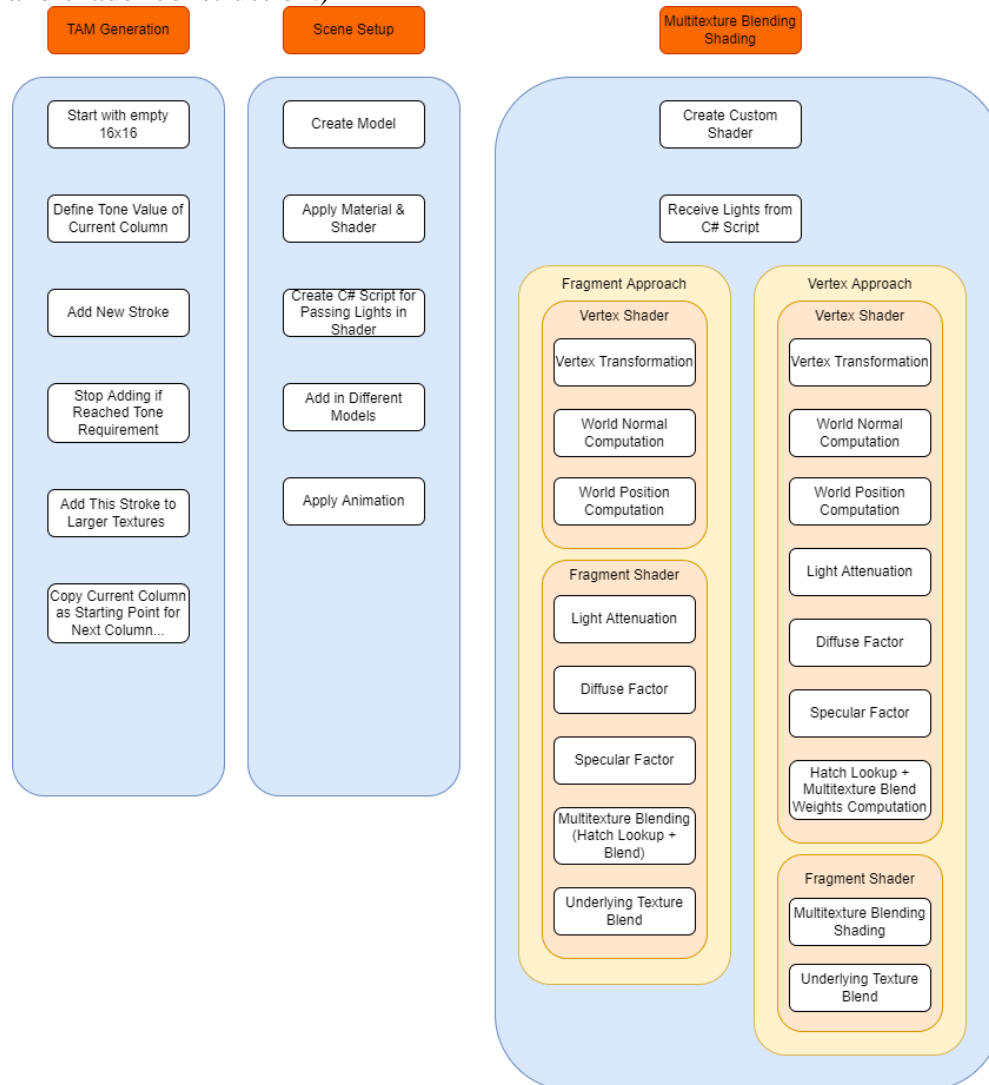 and shader construction.)
TAM Generation
Start with empty
16x16
Define Tone Value of
Current Column
Add New Stroke
Stop Adding if
Reached Tone
Requirement
Add This Stroke to
Larger Textures
Copy Current Column
as Starting Point for
Next Column...
Scene Setup
Create Model
Apply Material &
Shader
Create C# Script for
Passing Lights in
Shader
Add in Different
Models
Apply Animation
Multitexture Blending
Shading
Create Custom
Shader
Receive Lights from
C# Script
Fragment Approach
Vertex Shader
Vertex Transformation
World Normal
Computation
World Position
Computation
Fragment Shader
Light Attenuation
Diffuse Factor
Specular Factor
Multitexture Blending
(Hatch Lookup +
Blend)
Underlying Texture
Blend
Vertex Approach
Vertex Shader
Vertex Transformation
World Normal
Computation
World Position
Computation
Light Attenuation
Diffuse Factor
Specular Factor
Hatch Lookup +
Multitexture Blend
Weights Computation
Fragment Shader
Multitexture Blending
Shading
Underlying Texture
Blend